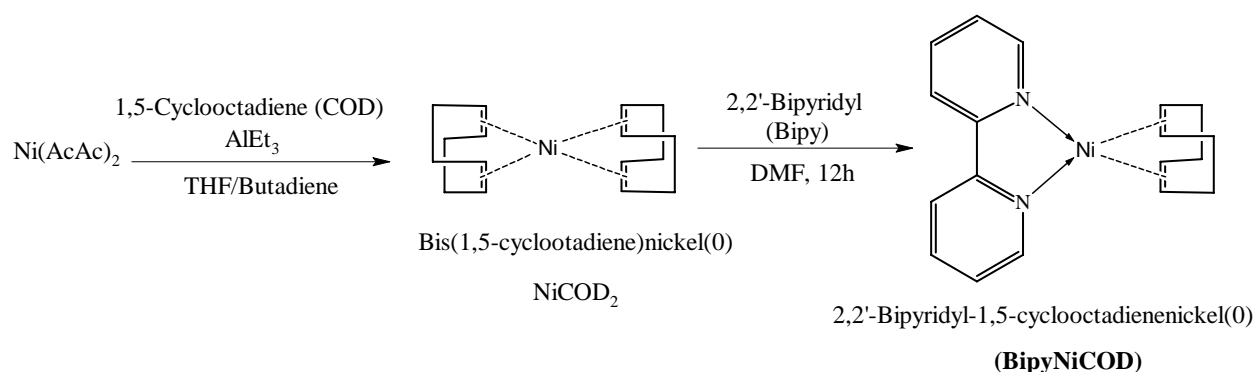 Ni(AcAc)2
1,5-Cyclooctadiene (COD)
AlEt3
THF/Butadiene
Ni
Bis(1,5-cyclootadiene)nickel(0)
NiCOD2
2,2'-Bipyridyl
(Bipy)
DMF, 12h
N
Ni
N
2,2'-Bipyridyl-1,5-cyclooctadienenickel(0)
(BipyNiCOD)